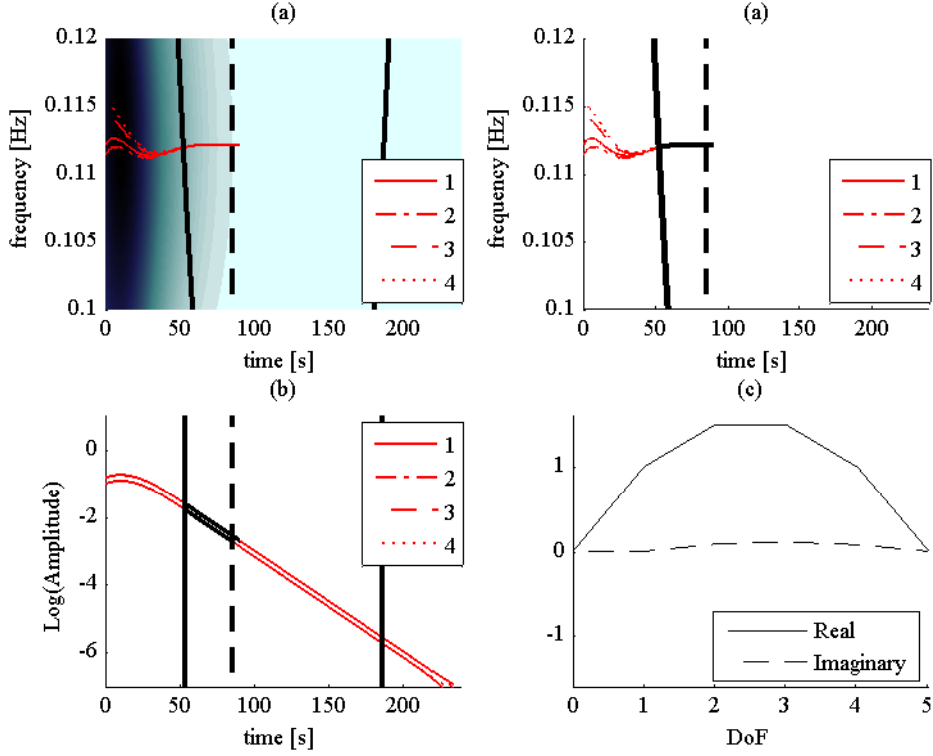 (a)
0.12
0.115
0.11
0.105
0.1
frequency [Hz]
0 50 100 150 200
time [s]
1
2
3
4
(a)
0.12
0.115
0.11
0.105
0.1
frequency [Hz]
0 50 100 150 200
time [s]
1
2
3
4
(b)
0
-2
-4
-6
Log(Amplitude)
0 50 100 150 200
time [s]
1
2
3
4
(c)
1
0
-1
0 1 2 3 4 5
DoF
Real
Imaginary